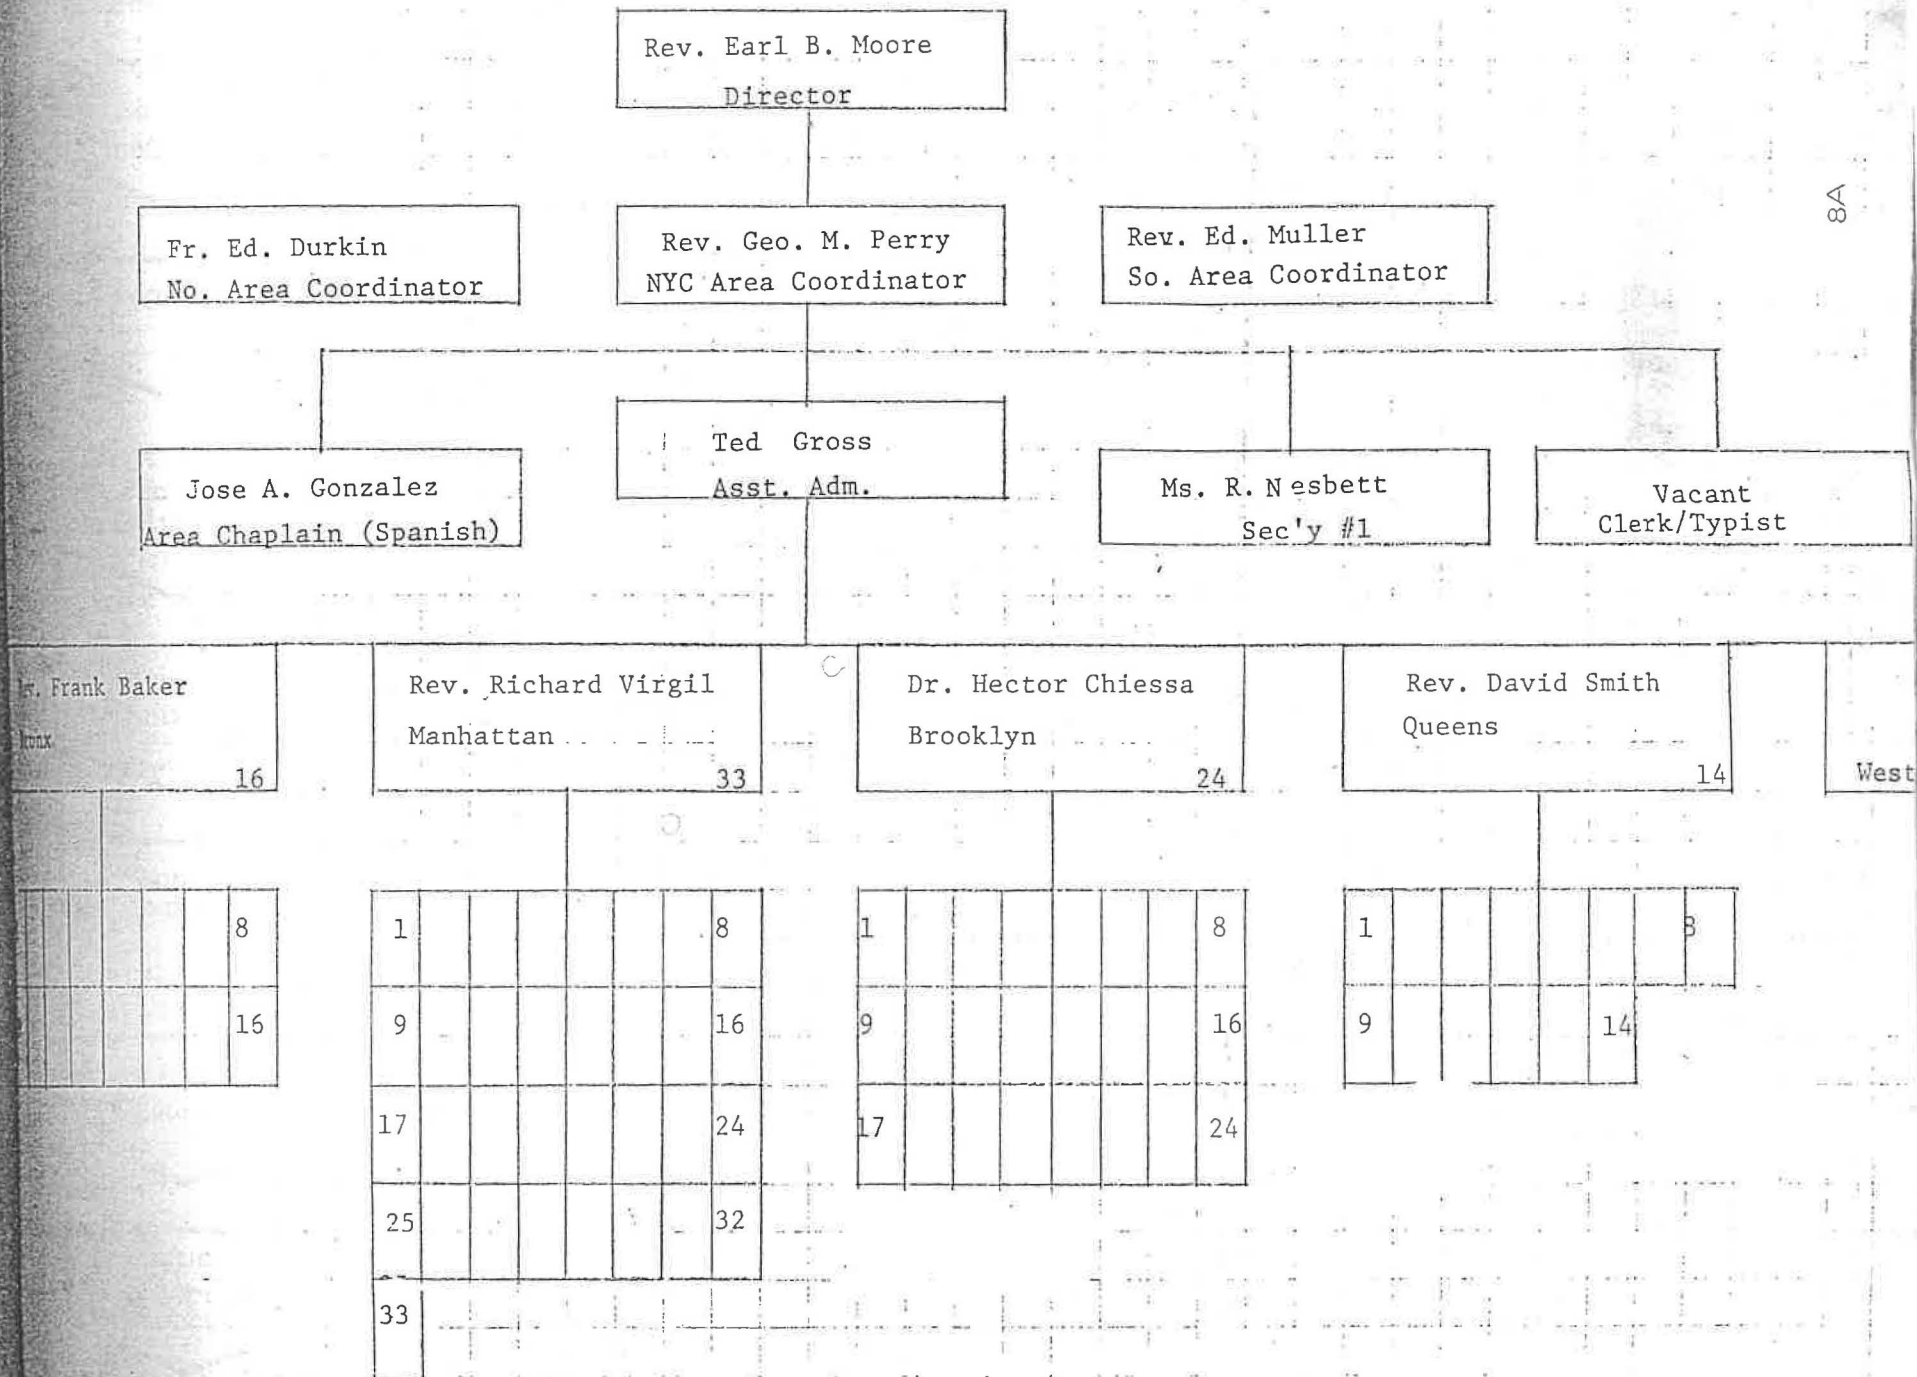 Rev. Earl B. Moore
Director
8A
Fr. Ed. Durkin
No. Area Coordinator
Rev. Geo. M. Perry
NYC Area Coordinator
Rev. Ed. Muller
So. Area Coordinator
Jose A. Gonzalez
Area Chaplain (Spanish)
Ted Gross
Asst. Adm.
Ms. R. Nesbett
Sec'y #1
Vacant
Clerk/Typist
Frank Baker
16
Rev. Richard Virgil
Manhattan
33
Dr. Hector Chiessa
Brooklyn
24
Rev. David Smith
Queens
14
West
8
16
1 8
9 16
17 24
25 32
33
1 8
9 16
17 24
1 8
9 14